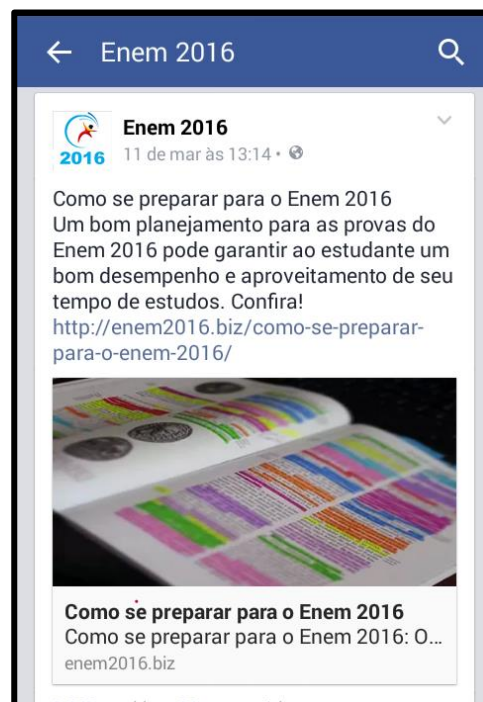 Enem 2016
2016
Enem 2016
11 de mar às 13:14 •
Como se preparar para o Enem 2016
Um bom planejamento para as provas do
Enem 2016 pode garantir ao estudante um
bom desempenho e aproveitamento de seu
tempo de estudos. Confira!
http://enem2016.biz/como-se-preparar-
para-o-enem-2016/
Como se preparar para o Enem 2016
Como se preparar para o Enem 2016: O...
enem2016.biz